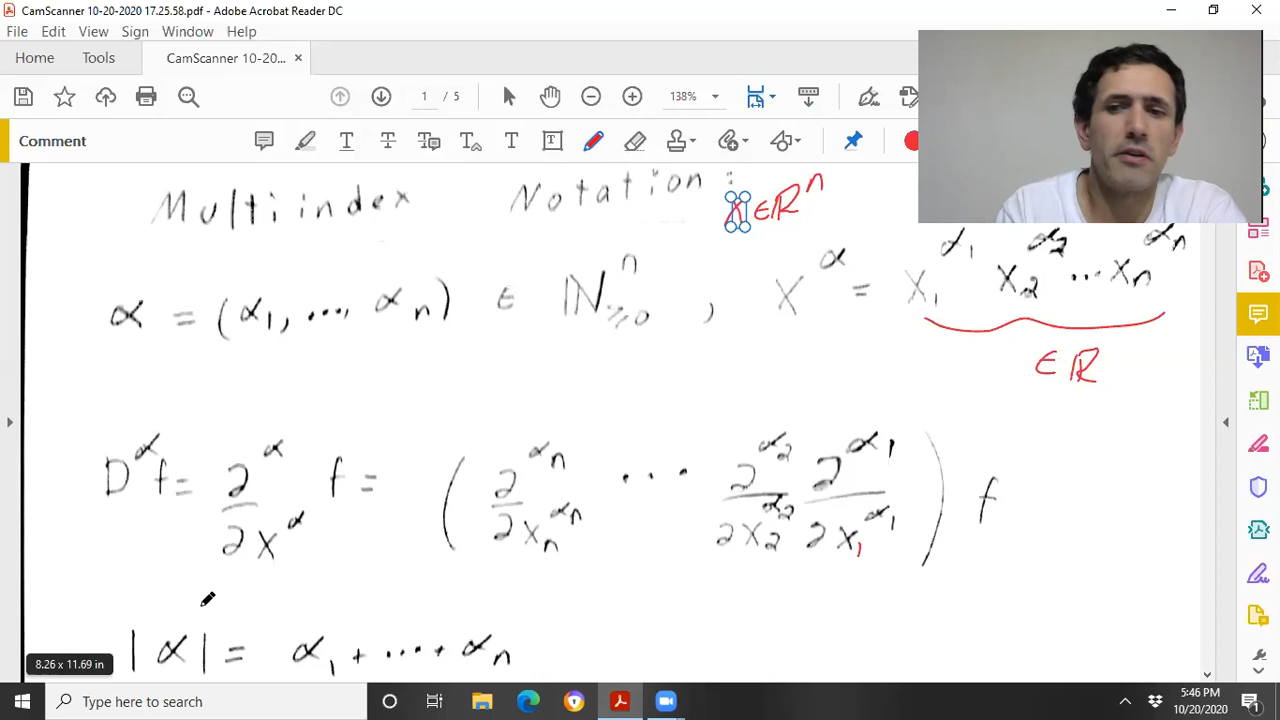 CamScanner 10-20-2020 17.25.58.pdf - Adobe Acrobat Reader DC
File Edit View Sign Window Help
Home Tools CamScanner 10-20... ×
1 / 5 138%
Comment
Multiindex Notation :
x ∈ ℝⁿ
α = (α₁, ..., αₙ) ∈ ℕⁿ≥₀ , X^α = X₁^α₁ X₂^α₂ ... Xₙ^αₙ
∈ ℝ
D^α f = ∂^α/∂X^α f = ( ∂^αₙ/∂Xₙ^αₙ ... ∂^α₂/∂X₂^α₂ ∂^α₁/∂X₁^α₁ ) f
|α| = α₁ + ... + αₙ
8.26 x 11.69 in
Type here to search
5:46 PM
10/20/2020
1